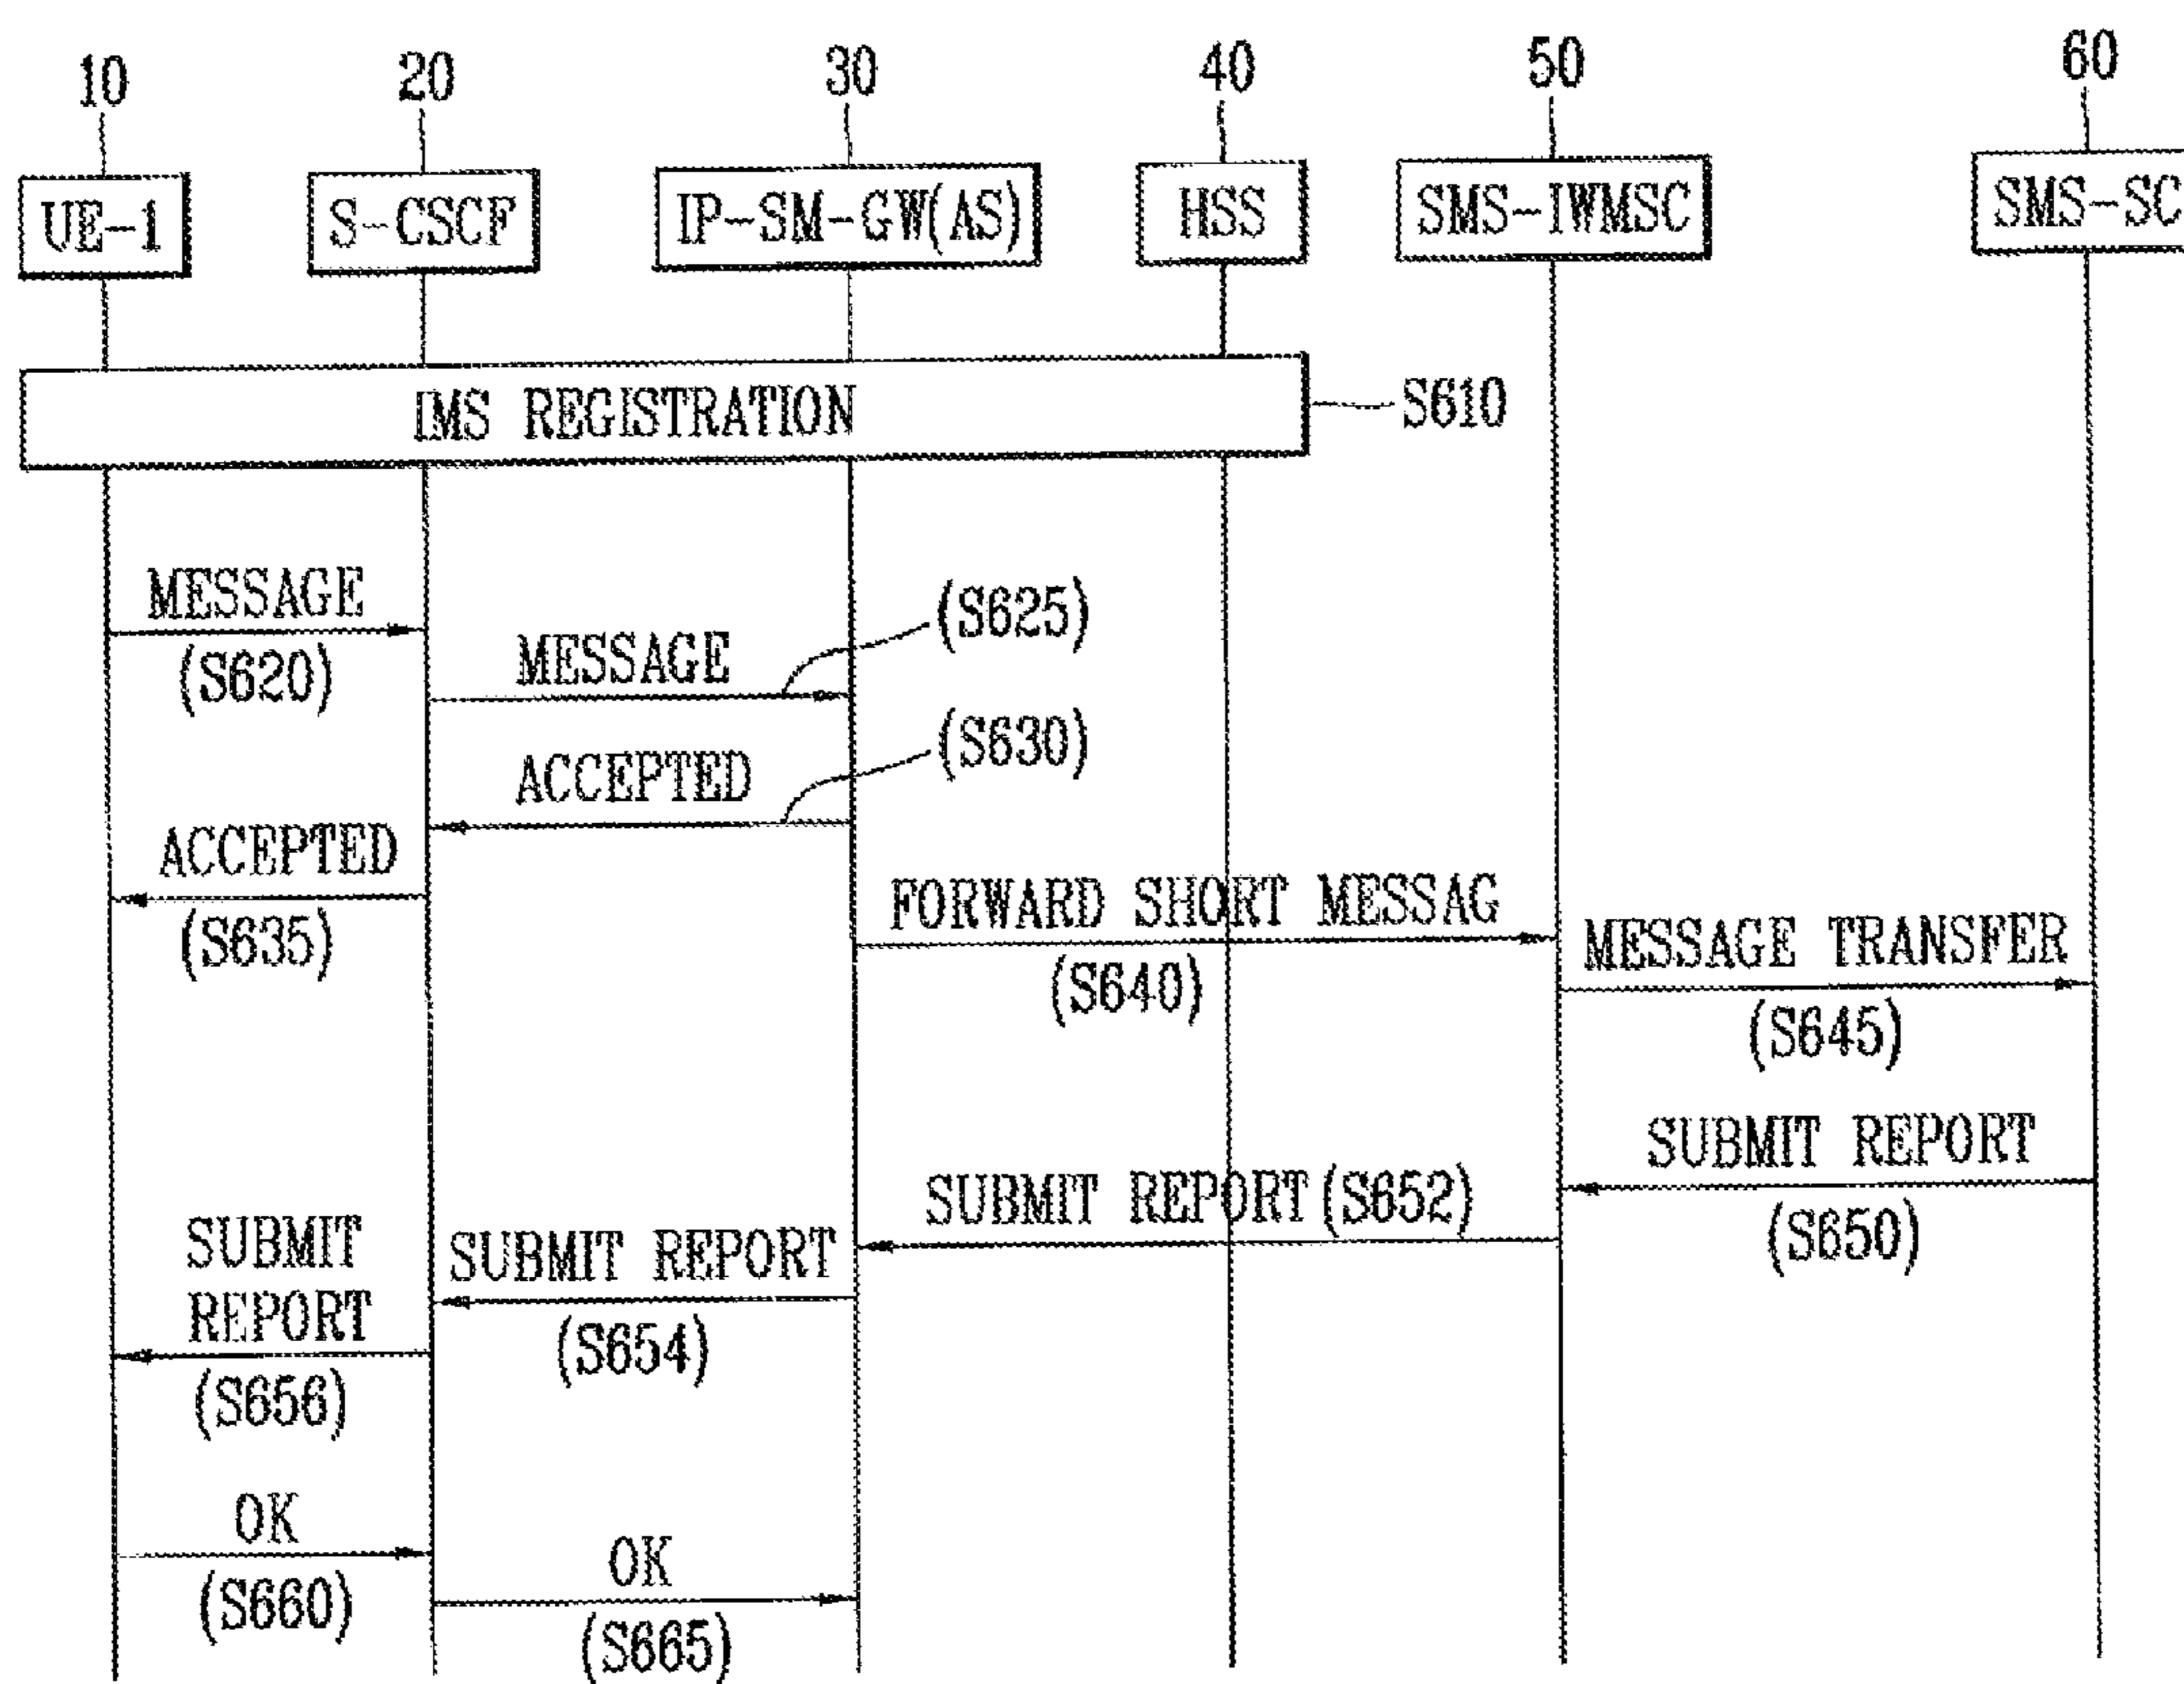 10 20 30 40 50 60
UE-1 S-CSCF IP-SM-GW(AS) HSS SMS-IWMSC SMS-SC
IMS REGISTRATION S610
MESSAGE
(S620)
MESSAGE (S625)
ACCEPTED (S630)
ACCEPTED
(S635)
FORWARD SHORT MESSAG
(S640)
MESSAGE TRANSFER
(S645)
SUBMIT REPORT
(S650)
SUBMIT REPORT (S652)
SUBMIT REPORT
(S654)
SUBMIT
REPORT
(S656)
OK
(S660)
OK
(S665)